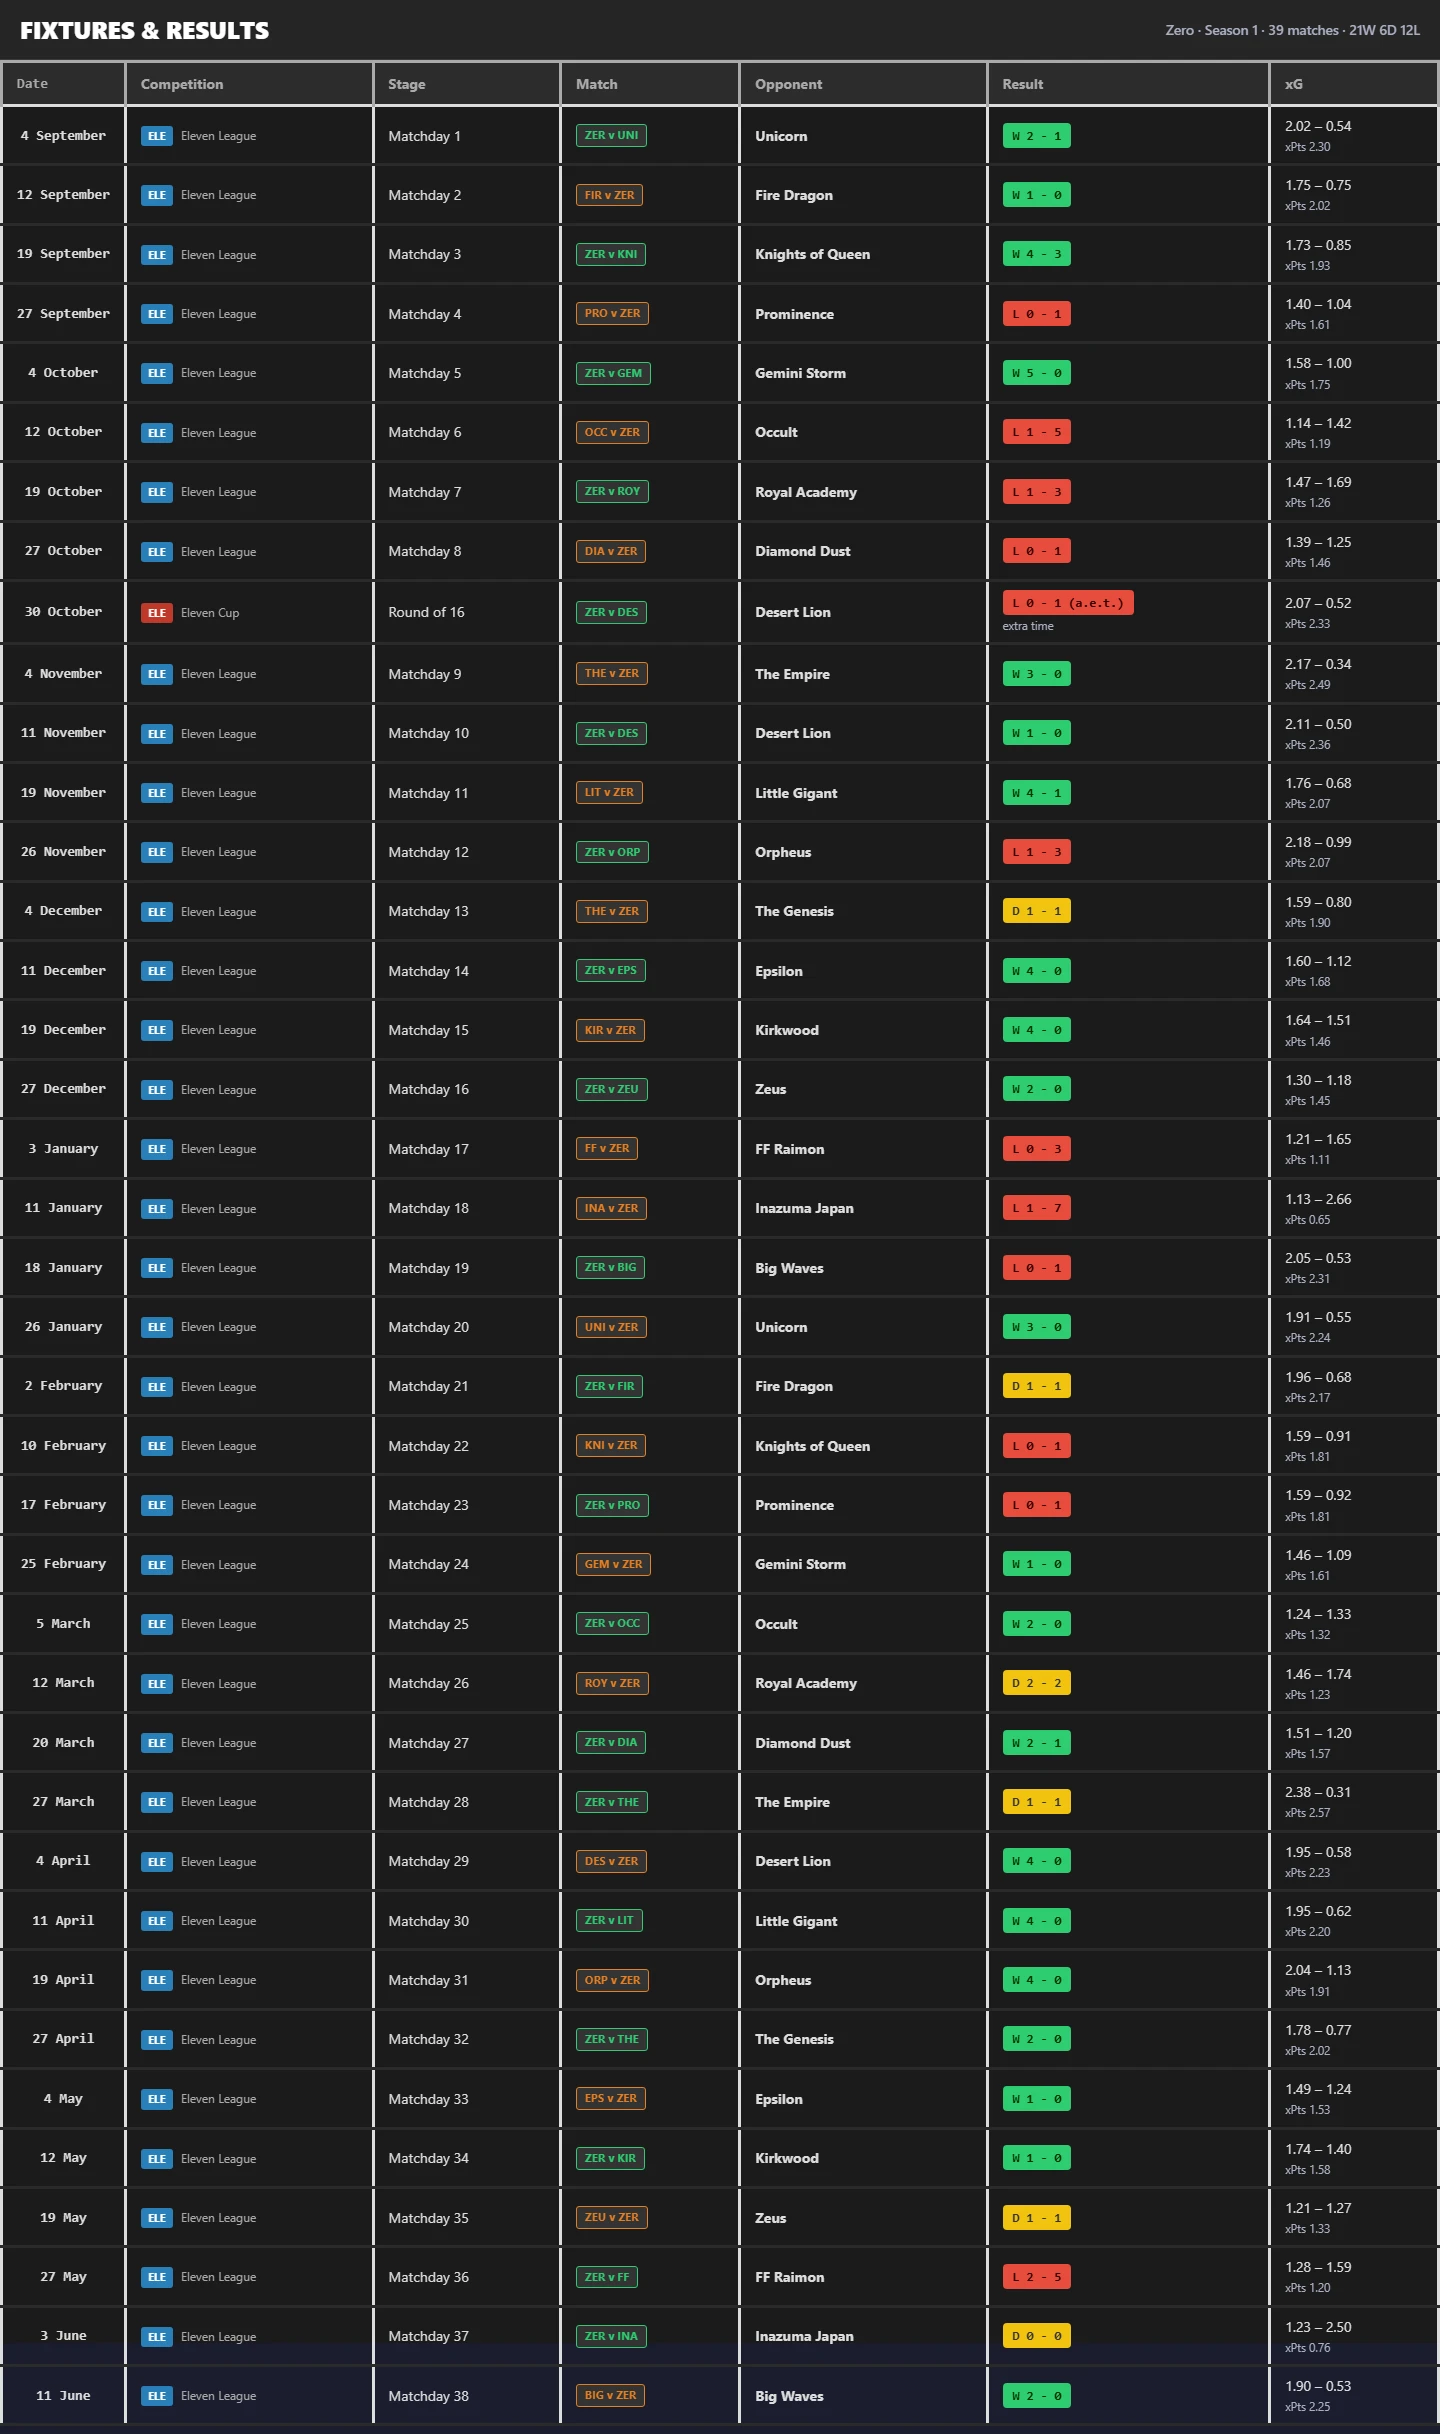 FIXTURES & RESULTS
Zero · Season 1 · 39 matches · 21W 6D 12L
Date Competition Stage Match Opponent Result xG
4 September ELE Eleven League Matchday 1 ZER v UNI Unicorn W 2 - 1 2.02 – 0.54
xPts 2.30
12 September ELE Eleven League Matchday 2 FIR v ZER Fire Dragon W 1 - 0 1.75 – 0.75
xPts 2.02
19 September ELE Eleven League Matchday 3 ZER v KNI Knights of Queen W 4 - 3 1.73 – 0.85
xPts 1.93
27 September ELE Eleven League Matchday 4 PRO v ZER Prominence L 0 - 1 1.40 – 1.04
xPts 1.61
4 October ELE Eleven League Matchday 5 ZER v GEM Gemini Storm W 5 - 0 1.58 – 1.00
xPts 1.75
12 October ELE Eleven League Matchday 6 OCC v ZER Occult L 1 - 5 1.14 – 1.42
xPts 1.19
19 October ELE Eleven League Matchday 7 ZER v ROY Royal Academy L 1 - 3 1.47 – 1.69
xPts 1.26
27 October ELE Eleven League Matchday 8 DIA v ZER Diamond Dust L 0 - 1 1.39 – 1.25
xPts 1.46
30 October ELE Eleven Cup Round of 16 ZER v DES Desert Lion L 0 - 1 (a.e.t.) 2.07 – 0.52
extra time xPts 2.33
4 November ELE Eleven League Matchday 9 THE v ZER The Empire W 3 - 0 2.17 – 0.34
xPts 2.49
11 November ELE Eleven League Matchday 10 ZER v DES Desert Lion W 1 - 0 2.11 – 0.50
xPts 2.36
19 November ELE Eleven League Matchday 11 LIT v ZER Little Gigant W 4 - 1 1.76 – 0.68
xPts 2.07
26 November ELE Eleven League Matchday 12 ZER v ORP Orpheus L 1 - 3 2.18 – 0.99
xPts 2.07
4 December ELE Eleven League Matchday 13 THE v ZER The Genesis D 1 - 1 1.59 – 0.80
xPts 1.90
11 December ELE Eleven League Matchday 14 ZER v EPS Epsilon W 4 - 0 1.60 – 1.12
xPts 1.68
19 December ELE Eleven League Matchday 15 KIR v ZER Kirkwood W 4 - 0 1.64 – 1.51
xPts 1.46
27 December ELE Eleven League Matchday 16 ZER v ZEU Zeus W 2 - 0 1.30 – 1.18
xPts 1.45
3 January ELE Eleven League Matchday 17 FF v ZER FF Raimon L 0 - 3 1.21 – 1.65
xPts 1.11
11 January ELE Eleven League Matchday 18 INA v ZER Inazuma Japan L 1 - 7 1.13 – 2.66
xPts 0.65
18 January ELE Eleven League Matchday 19 ZER v BIG Big Waves L 0 - 1 2.05 – 0.53
xPts 2.31
26 January ELE Eleven League Matchday 20 UNI v ZER Unicorn W 3 - 0 1.91 – 0.55
xPts 2.24
2 February ELE Eleven League Matchday 21 ZER v FIR Fire Dragon D 1 - 1 1.96 – 0.68
xPts 2.17
10 February ELE Eleven League Matchday 22 KNI v ZER Knights of Queen L 0 - 1 1.59 – 0.91
xPts 1.81
17 February ELE Eleven League Matchday 23 ZER v PRO Prominence L 0 - 1 1.59 – 0.92
xPts 1.81
25 February ELE Eleven League Matchday 24 GEM v ZER Gemini Storm W 1 - 0 1.46 – 1.09
xPts 1.61
5 March ELE Eleven League Matchday 25 ZER v OCC Occult W 2 - 0 1.24 – 1.33
xPts 1.32
12 March ELE Eleven League Matchday 26 ROY v ZER Royal Academy D 2 - 2 1.46 – 1.74
xPts 1.23
20 March ELE Eleven League Matchday 27 ZER v DIA Diamond Dust W 2 - 1 1.51 – 1.20
xPts 1.57
27 March ELE Eleven League Matchday 28 ZER v THE The Empire D 1 - 1 2.38 – 0.31
xPts 2.57
4 April ELE Eleven League Matchday 29 DES v ZER Desert Lion W 4 - 0 1.95 – 0.58
xPts 2.23
11 April ELE Eleven League Matchday 30 ZER v LIT Little Gigant W 4 - 0 1.95 – 0.62
xPts 2.20
19 April ELE Eleven League Matchday 31 ORP v ZER Orpheus W 4 - 0 2.04 – 1.13
xPts 1.91
27 April ELE Eleven League Matchday 32 ZER v THE The Genesis W 2 - 0 1.78 – 0.77
xPts 2.02
4 May ELE Eleven League Matchday 33 EPS v ZER Epsilon W 1 - 0 1.49 – 1.24
xPts 1.53
12 May ELE Eleven League Matchday 34 ZER v KIR Kirkwood W 1 - 0 1.74 – 1.40
xPts 1.58
19 May ELE Eleven League Matchday 35 ZEU v ZER Zeus D 1 - 1 1.21 – 1.27
xPts 1.33
27 May ELE Eleven League Matchday 36 ZER v FF FF Raimon L 2 - 5 1.28 – 1.59
xPts 1.20
3 June ELE Eleven League Matchday 37 ZER v INA Inazuma Japan D 0 - 0 1.23 – 2.50
xPts 0.76
11 June ELE Eleven League Matchday 38 BIG v ZER Big Waves W 2 - 0 1.90 – 0.53
xPts 2.25